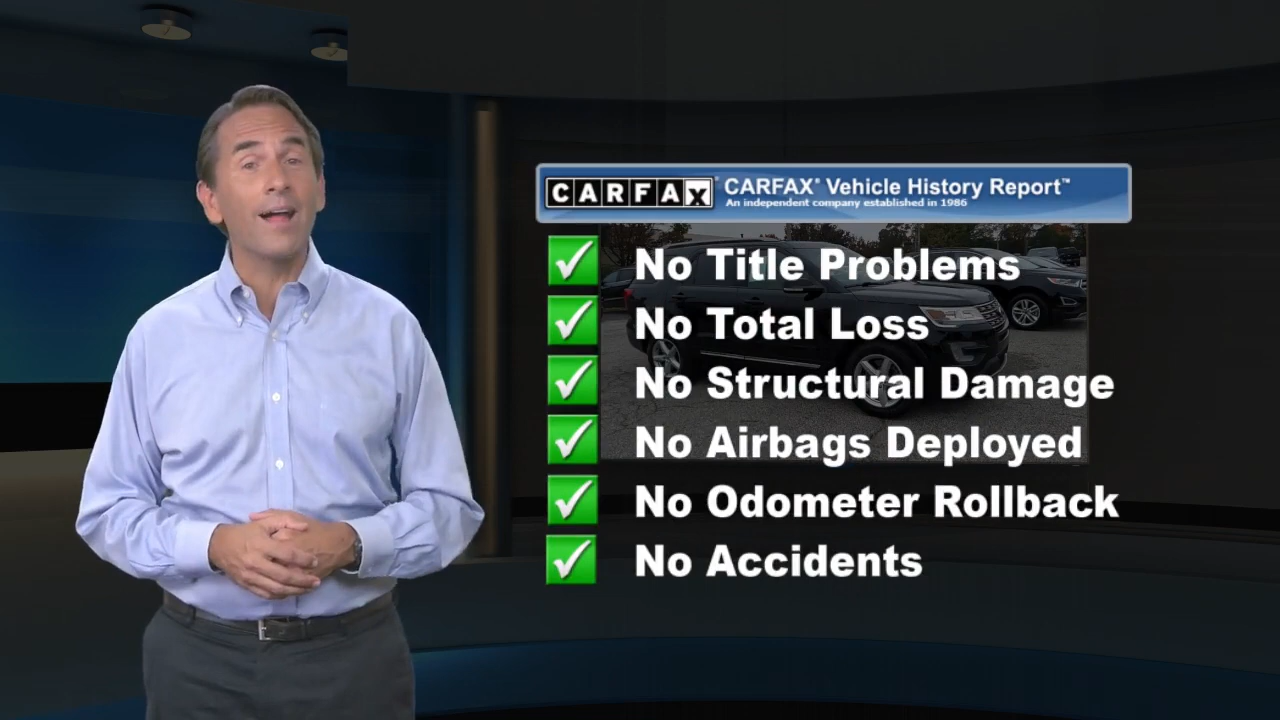 CARFAX CARFAX® Vehicle History Report™
An independent company established in 1986
No Title Problems
No Total Loss
No Structural Damage
No Airbags Deployed
No Odometer Rollback
No Accidents